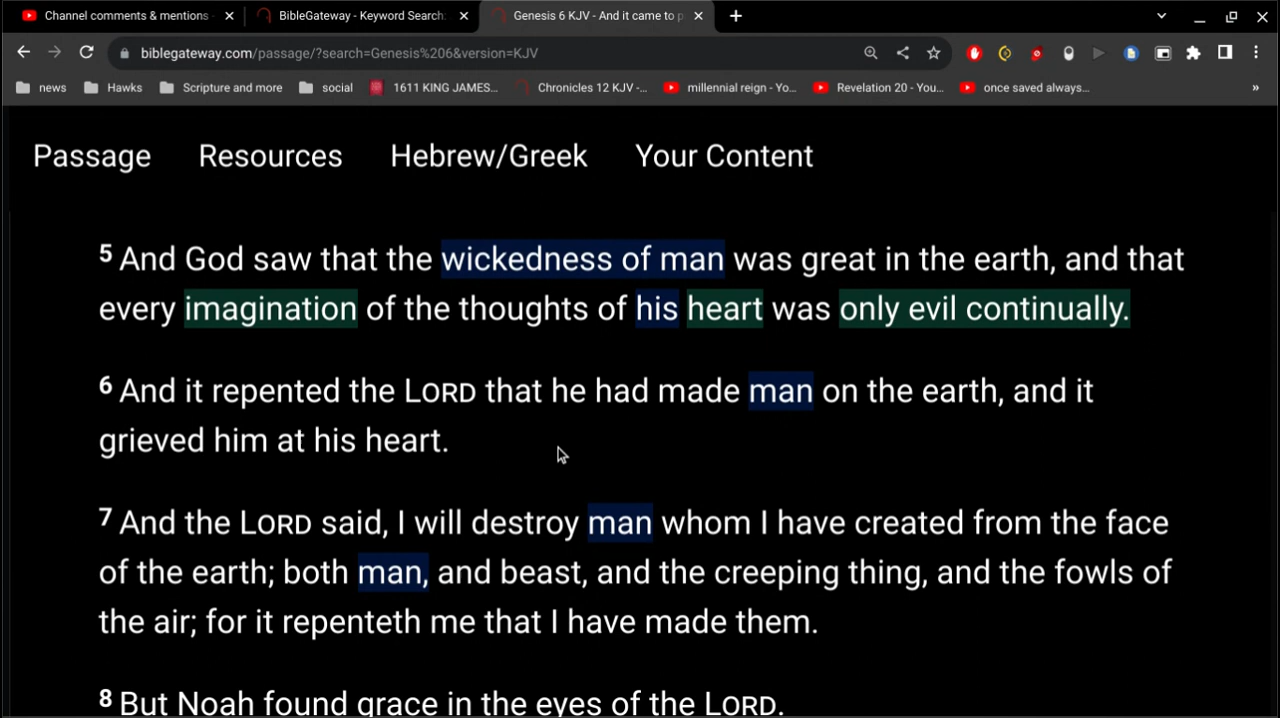 Channel comments & mentions
BibleGateway - Keyword Search:
Genesis 6 KJV - And it came to p
biblegateway.com/passage/?search=Genesis%206&version=KJV
news
Hawks
Scripture and more
social
1611 KING JAMES...
Chronicles 12 KJV -...
millennial reign - Yo...
Revelation 20 - You...
once saved always...
»
Passage Resources Hebrew/Greek Your Content
5 And God saw that the wickedness of man was great in the earth, and that
every imagination of the thoughts of his heart was only evil continually.
6 And it repented the LORD that he had made man on the earth, and it
grieved him at his heart.
7 And the LORD said, I will destroy man whom I have created from the face
of the earth; both man, and beast, and the creeping thing, and the fowls of
the air; for it repenteth me that I have made them.
8 But Noah found grace in the eyes of the LORD.